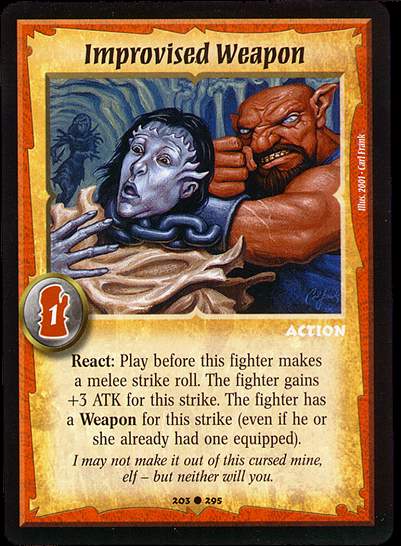 Improvised Weapon
Illus. 2001 • Carl Frank
1
ACTION
React: Play before this fighter makes
a melee strike roll. The fighter gains
+3 ATK for this strike. The fighter has
a Weapon for this strike (even if he or
she already had one equipped).
I may not make it out of this cursed mine,
elf – but neither will you.
203 ● 295